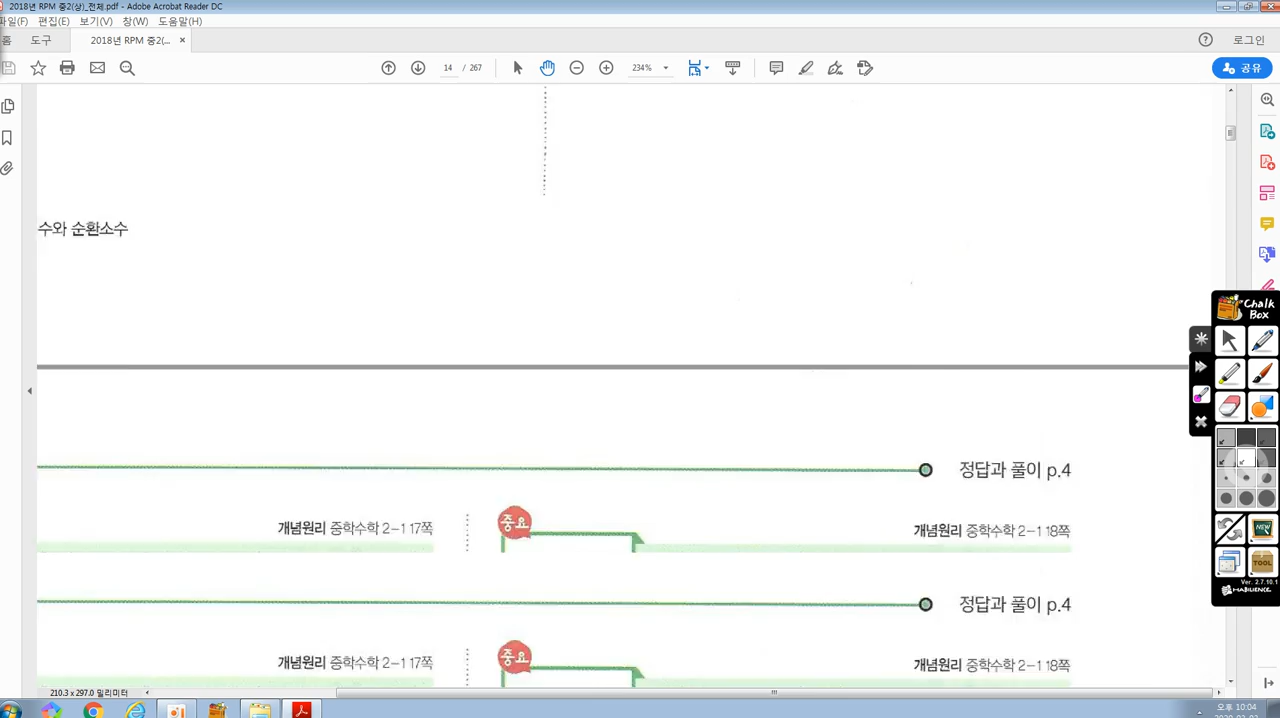 2018년 RPM 중2(상)_전체.pdf - Adobe Acrobat Reader DC
파일(F) 편집(E) 보기(V) 창(W) 도움말(H)
홈 도구 2018년 RPM 중2(... × 로그인
14 / 267 234% 공유
수와 순환소수
Chalk
Box
정답과 풀이 p.4
개념원리 중학수학 2-1 17쪽 중요 개념원리 중학수학 2-1 18쪽
NEW
TOOL
Ver. 2.7.10.1
MABILIENCE
정답과 풀이 p.4
개념원리 중학수학 2-1 17쪽 중요 개념원리 중학수학 2-1 18쪽
210.3 x 297.0 밀리미터
오후 10:04